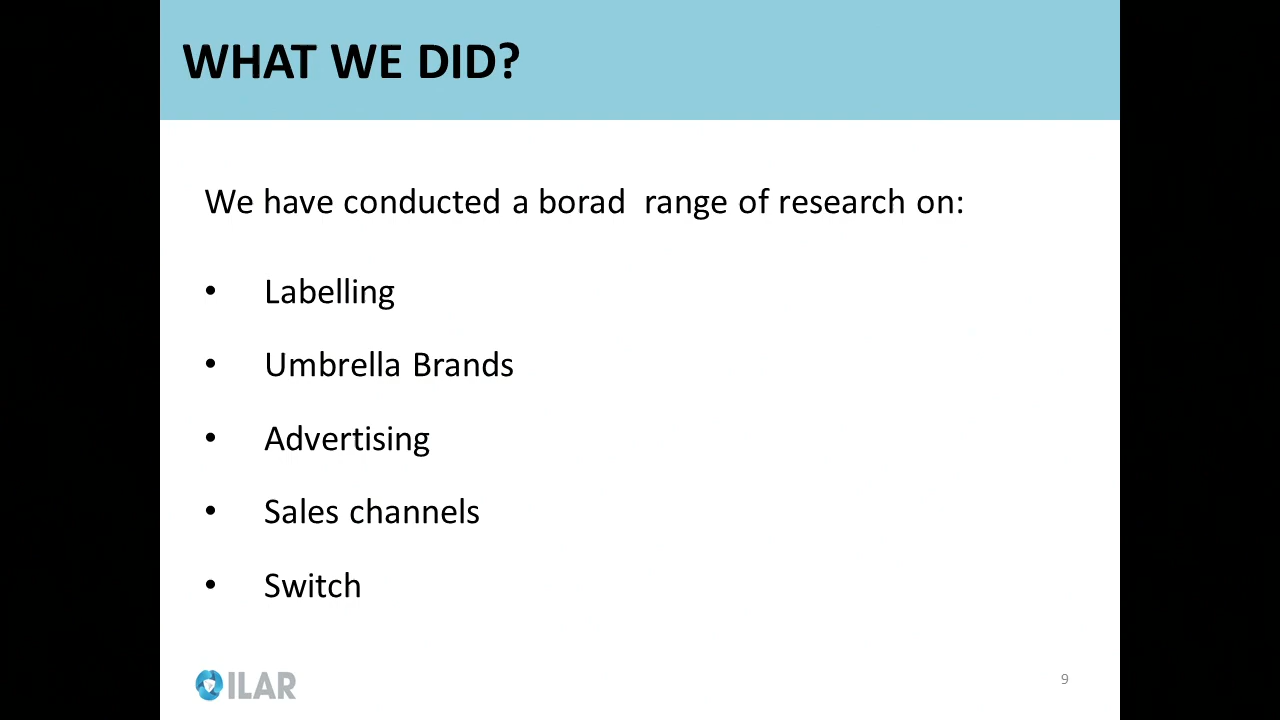 WHAT WE DID?
We have conducted a borad  range of research on:
• Labelling
• Umbrella Brands
• Advertising
• Sales channels
• Switch
ILAR
9